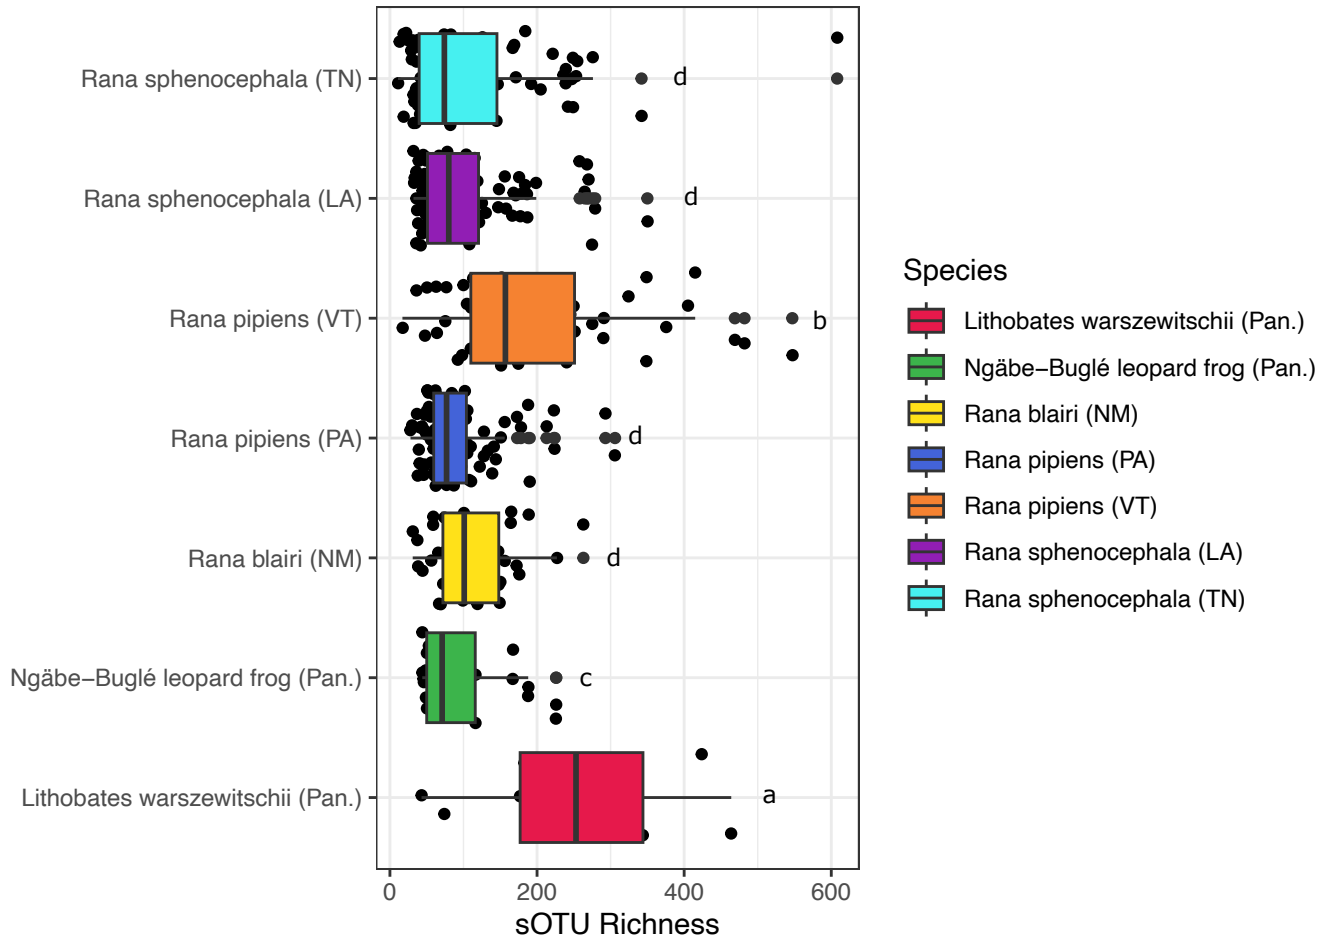 Rana sphenocephala (TN)
d
Rana sphenocephala (LA)
d
Rana pipiens (VT)
b
Rana pipiens (PA)
d
Rana blairi (NM)
d
Ngäbe−Buglé leopard frog (Pan.)
c
Lithobates warszewitschii (Pan.)
a
0 200 400 600
sOTU Richness
Species
Lithobates warszewitschii (Pan.)
Ngäbe−Buglé leopard frog (Pan.)
Rana blairi (NM)
Rana pipiens (PA)
Rana pipiens (VT)
Rana sphenocephala (LA)
Rana sphenocephala (TN)